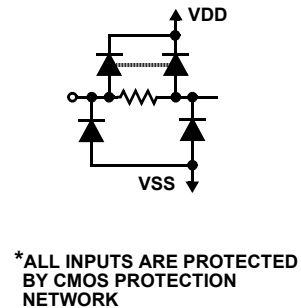 VDD
VSS
*ALL INPUTS ARE PROTECTED
BY CMOS PROTECTION
NETWORK